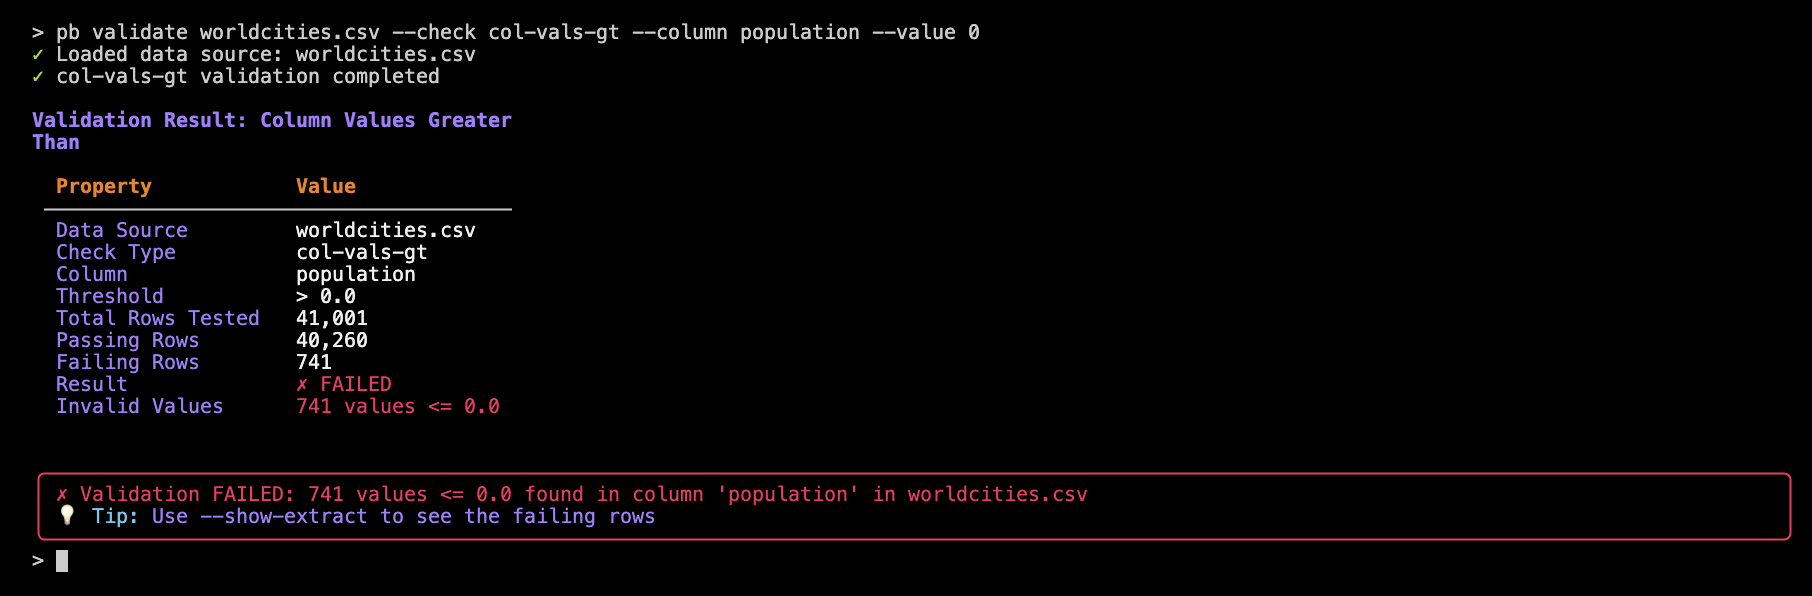 > pb validate worldcities.csv --check col-vals-gt --column population --value 0
✓ Loaded data source: worldcities.csv
✓ col-vals-gt validation completed
Validation Result: Column Values Greater
Than
Property Value
Data Source worldcities.csv
Check Type col-vals-gt
Column population
Threshold > 0.0
Total Rows Tested 41,001
Passing Rows 40,260
Failing Rows 741
Result ✗ FAILED
Invalid Values 741 values <= 0.0
✗ Validation FAILED: 741 values <= 0.0 found in column 'population' in worldcities.csv
💡 Tip: Use --show-extract to see the failing rows
>